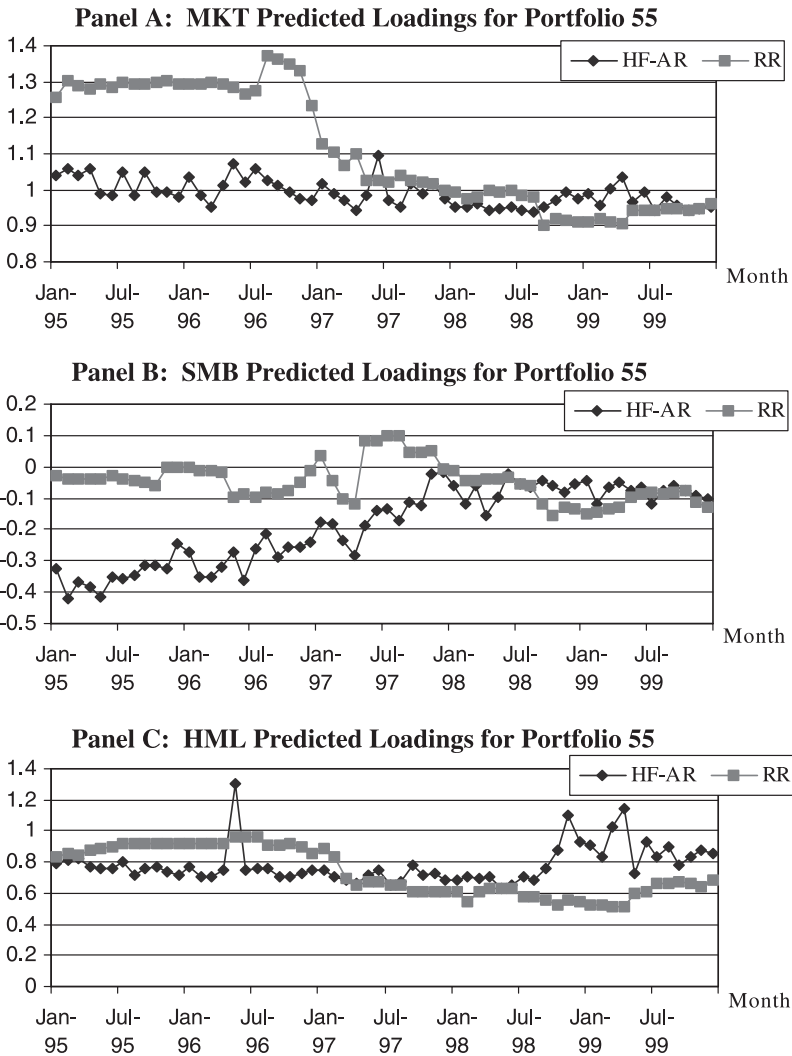 Panel A: MKT Predicted Loadings for Portfolio 55
HF-AR RR
1.4
1.3
1.2
1.1
1
0.9
0.8
Month
Jan-95 Jul-95 Jan-96 Jul-96 Jan-97 Jul-97 Jan-98 Jul-98 Jan-99 Jul-99
Panel B: SMB Predicted Loadings for Portfolio 55
HF-AR RR
0.2
0.1
0
-0.1
-0.2
-0.3
-0.4
-0.5
Month
Jan-95 Jul-95 Jan-96 Jul-96 Jan-97 Jul-97 Jan-98 Jul-98 Jan-99 Jul-99
Panel C: HML Predicted Loadings for Portfolio 55
HF-AR RR
1.4
1.2
1
0.8
0.6
0.4
0.2
0
Month
Jan-95 Jul-95 Jan-96 Jul-96 Jan-97 Jul-97 Jan-98 Jul-98 Jan-99 Jul-99